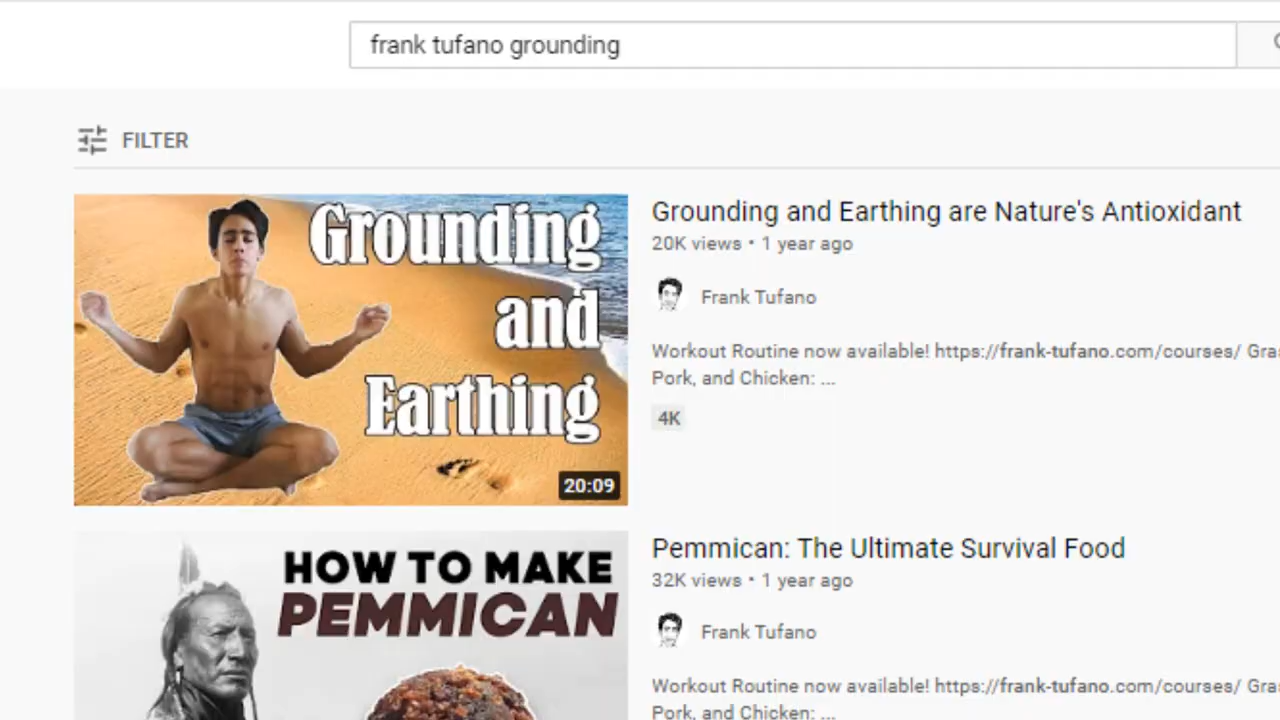 frank tufano grounding
FILTER
Grounding
and
Earthing
20:09
Grounding and Earthing are Nature's Antioxidant
20K views • 1 year ago
Frank Tufano
Workout Routine now available! https://frank-tufano.com/courses/
Pork, and Chicken: ...
4K
HOW TO MAKE
PEMMICAN
Pemmican: The Ultimate Survival Food
32K views • 1 year ago
Frank Tufano
Workout Routine now available! https://frank-tufano.com/courses/
Pork, and Chicken: ...